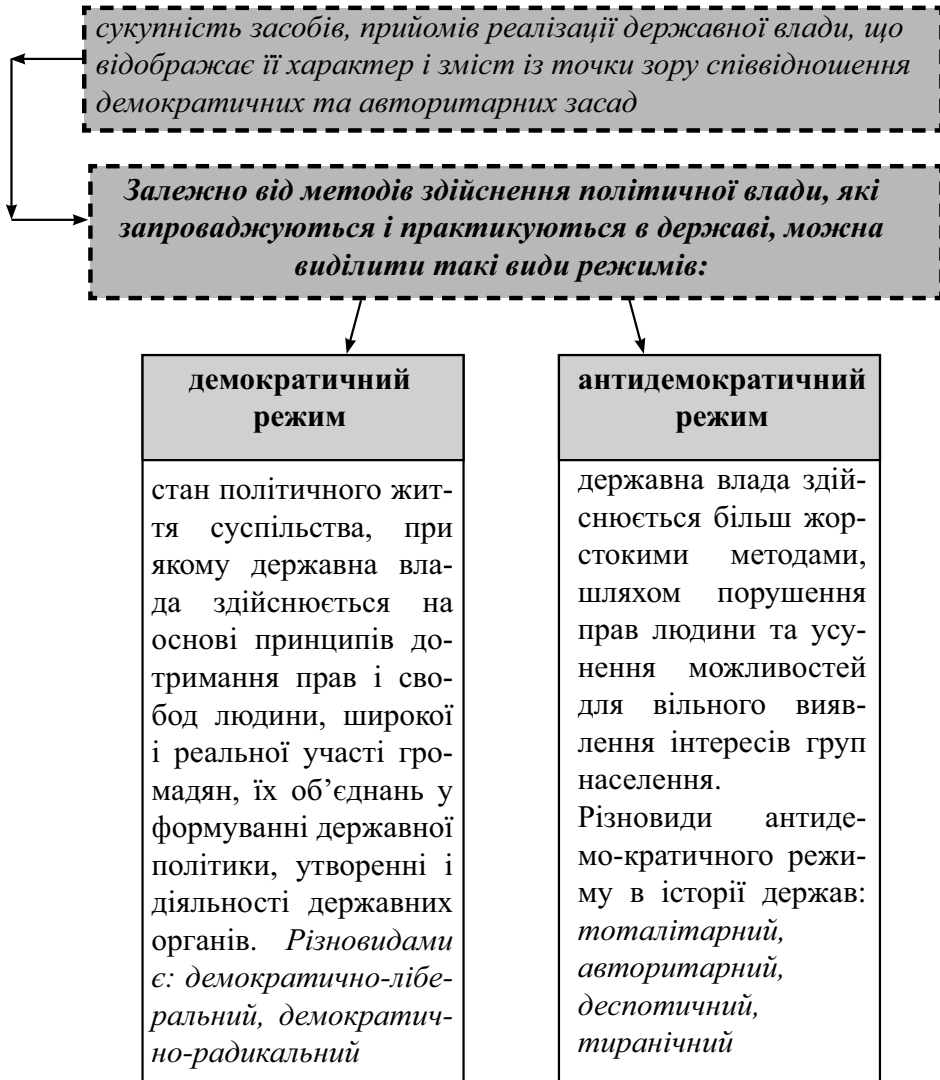 сукупність засобів, прийомів реалізації державної влади, що
відображає її характер і зміст із точки зору співвідношення
демократичних та авторитарних засад
Залежно від методів здійснення політичної влади, які
запроваджуються і практикуються в державі, можна
виділити такі види режимів:
демократичний
режим
стан політичного жит-
тя суспільства, при
якому державна вла-
да здійснюється на
основі принципів до-
тримання прав і сво-
бод людини, широкої
і реальної участі гро-
мадян, їх об’єднань у
формуванні державної
політики, утворенні і
діяльності державних
органів. Різновидами
є: демократично-лібе-
ральний, демократич-
но-радикальний
антидемократичний
режим
державна влада здій-
снюється більш жор-
стокими методами,
шляхом порушення
прав людини та усу-
нення можливостей
для вільного вияв-
лення інтересів груп
населення.
Різновиди антиде-
мо-кратичного режи-
му в історії держав:
тоталітарний,
авторитарний,
деспотичний,
тиранічний